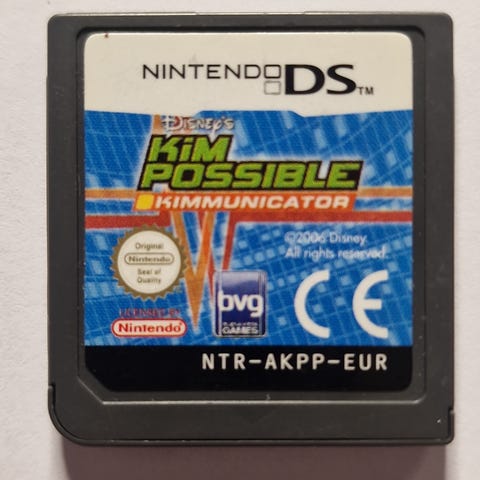 NINTENDO DS™
DISNEY'S
KIM
POSSIBLE
KIMMUNICATOR
©2006 Disney.
All rights reserved.
Original
Nintendo
Seal of
Quality
LICENSED BY
Nintendo
bvg
GAMES
CE
NTR-AKPP-EUR